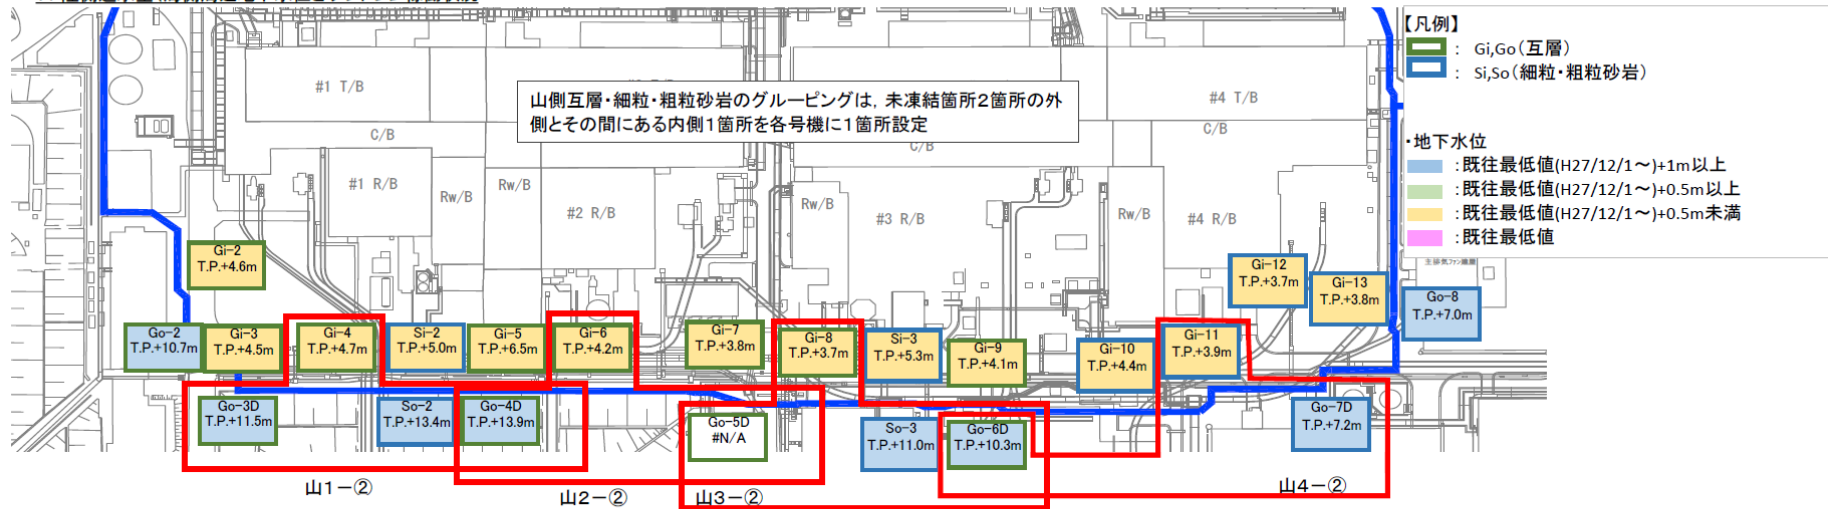 【凡例】
: Gi,Go(互層)
: Si,So(細粒・粗粒砂岩)
・地下水位
:既往最低値(H27/12/1～)+1m以上
:既往最低値(H27/12/1～)+0.5m以上
:既往最低値(H27/12/1～)+0.5m未満
:既往最低値
山側互層・細粒・粗粒砂岩のグルーピングは，未凍結箇所２箇所の外
側とその間にある内側１箇所を各号機に１箇所設定
#1 T/B
#4 T/B
C/B
C/B
C/B
#1 R/B
Rw/B
Rw/B
#2 R/B
Rw/B
#3 R/B
Rw/B
#4 R/B
Gi-2
T.P.+4.6m
Gi-12
T.P.+3.7m
Gi-13
T.P.+3.8m
Go-8
T.P.+7.0m
Go-2
T.P.+10.7m
Gi-3
T.P.+4.5m
Gi-4
T.P.+4.7m
Si-2
T.P.+5.0m
Gi-5
T.P.+6.5m
Gi-6
T.P.+4.2m
Gi-7
T.P.+3.8m
Gi-8
T.P.+3.7m
Si-3
T.P.+5.3m
Gi-9
T.P.+4.1m
Gi-10
T.P.+4.4m
Gi-11
T.P.+3.9m
Go-3D
T.P.+11.5m
So-2
T.P.+13.4m
Go-4D
T.P.+13.9m
Go-5D
#N/A
So-3
T.P.+11.0m
Go-6D
T.P.+10.3m
Go-7D
T.P.+7.2m
山１－②
山２－②
山３－②
山４－②